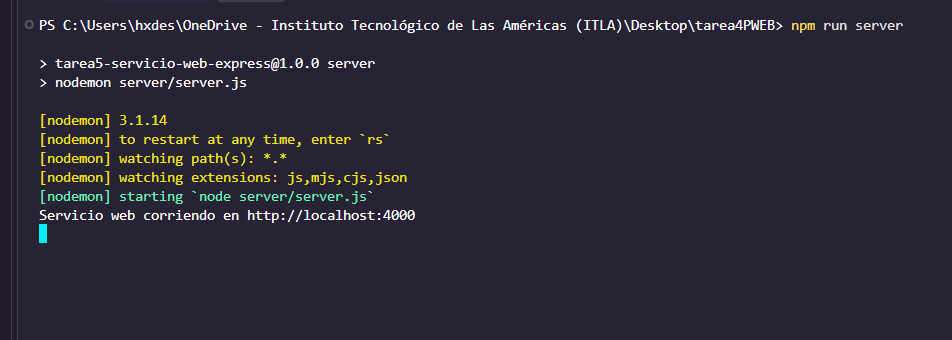 PS C:\Users\hxdes\OneDrive - Instituto Tecnológico de Las Américas (ITLA)\Desktop\tarea4PWEB> npm run server
> tarea5-servicio-web-express@1.0.0 server
> nodemon server/server.js
[nodemon] 3.1.14
[nodemon] to restart at any time, enter `rs`
[nodemon] watching path(s): *.*
[nodemon] watching extensions: js,mjs,cjs,json
[nodemon] starting `node server/server.js`
Servicio web corriendo en http://localhost:4000